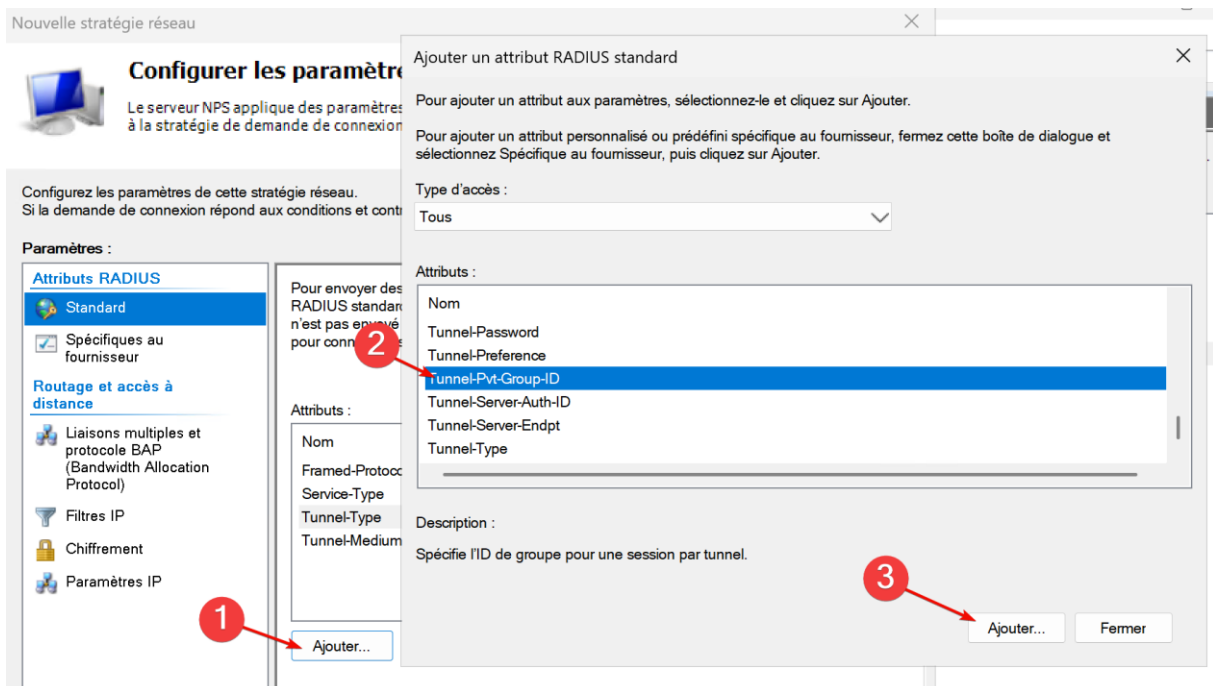 Nouvelle stratégie réseau
Configurer les paramètre
Le serveur NPS applique des paramètres
à la stratégie de demande de connexion
Configurez les paramètres de cette stratégie réseau.
Si la demande de connexion répond aux conditions et cont
Paramètres :
Attributs RADIUS
Standard
Spécifiques au
fournisseur
Routage et accès à
distance
Liaisons multiples et
protocole BAP
(Bandwidth Allocation
Protocol)
Filtres IP
Chiffrement
Paramètres IP
Pour envoyer des
RADIUS standar
n'est pas envoyé
pour conn
Attributs :
Nom
Framed-Protoco
Service-Type
Tunnel-Type
Tunnel-Medium
1
Ajouter...
Ajouter un attribut RADIUS standard
Pour ajouter un attribut aux paramètres, sélectionnez-le et cliquez sur Ajouter.
Pour ajouter un attribut personnalisé ou prédéfini spécifique au fournisseur, fermez cette boîte de dialogue et
sélectionnez Spécifique au fournisseur, puis cliquez sur Ajouter.
Type d'accès :
Tous
Attributs :
Nom
Tunnel-Password
Tunnel-Preference
2
Tunnel-Pvt-Group-ID
Tunnel-Server-Auth-ID
Tunnel-Server-Endpt
Tunnel-Type
Description :
Spécifie l'ID de groupe pour une session par tunnel.
3
Ajouter...
Fermer